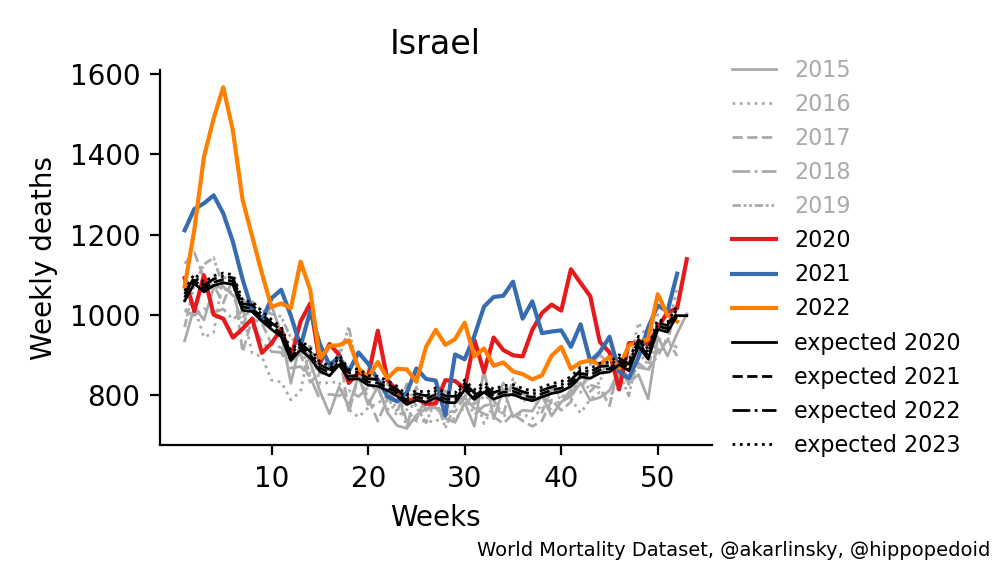 Israel
1600
1400
1200
1000
800
Weekly deaths
10
20
30
40
50
Weeks
2015
2016
2017
2018
2019
2020
2021
2022
expected 2020
expected 2021
expected 2022
expected 2023
World Mortality Dataset, @akarlinsky, @hippopedoid